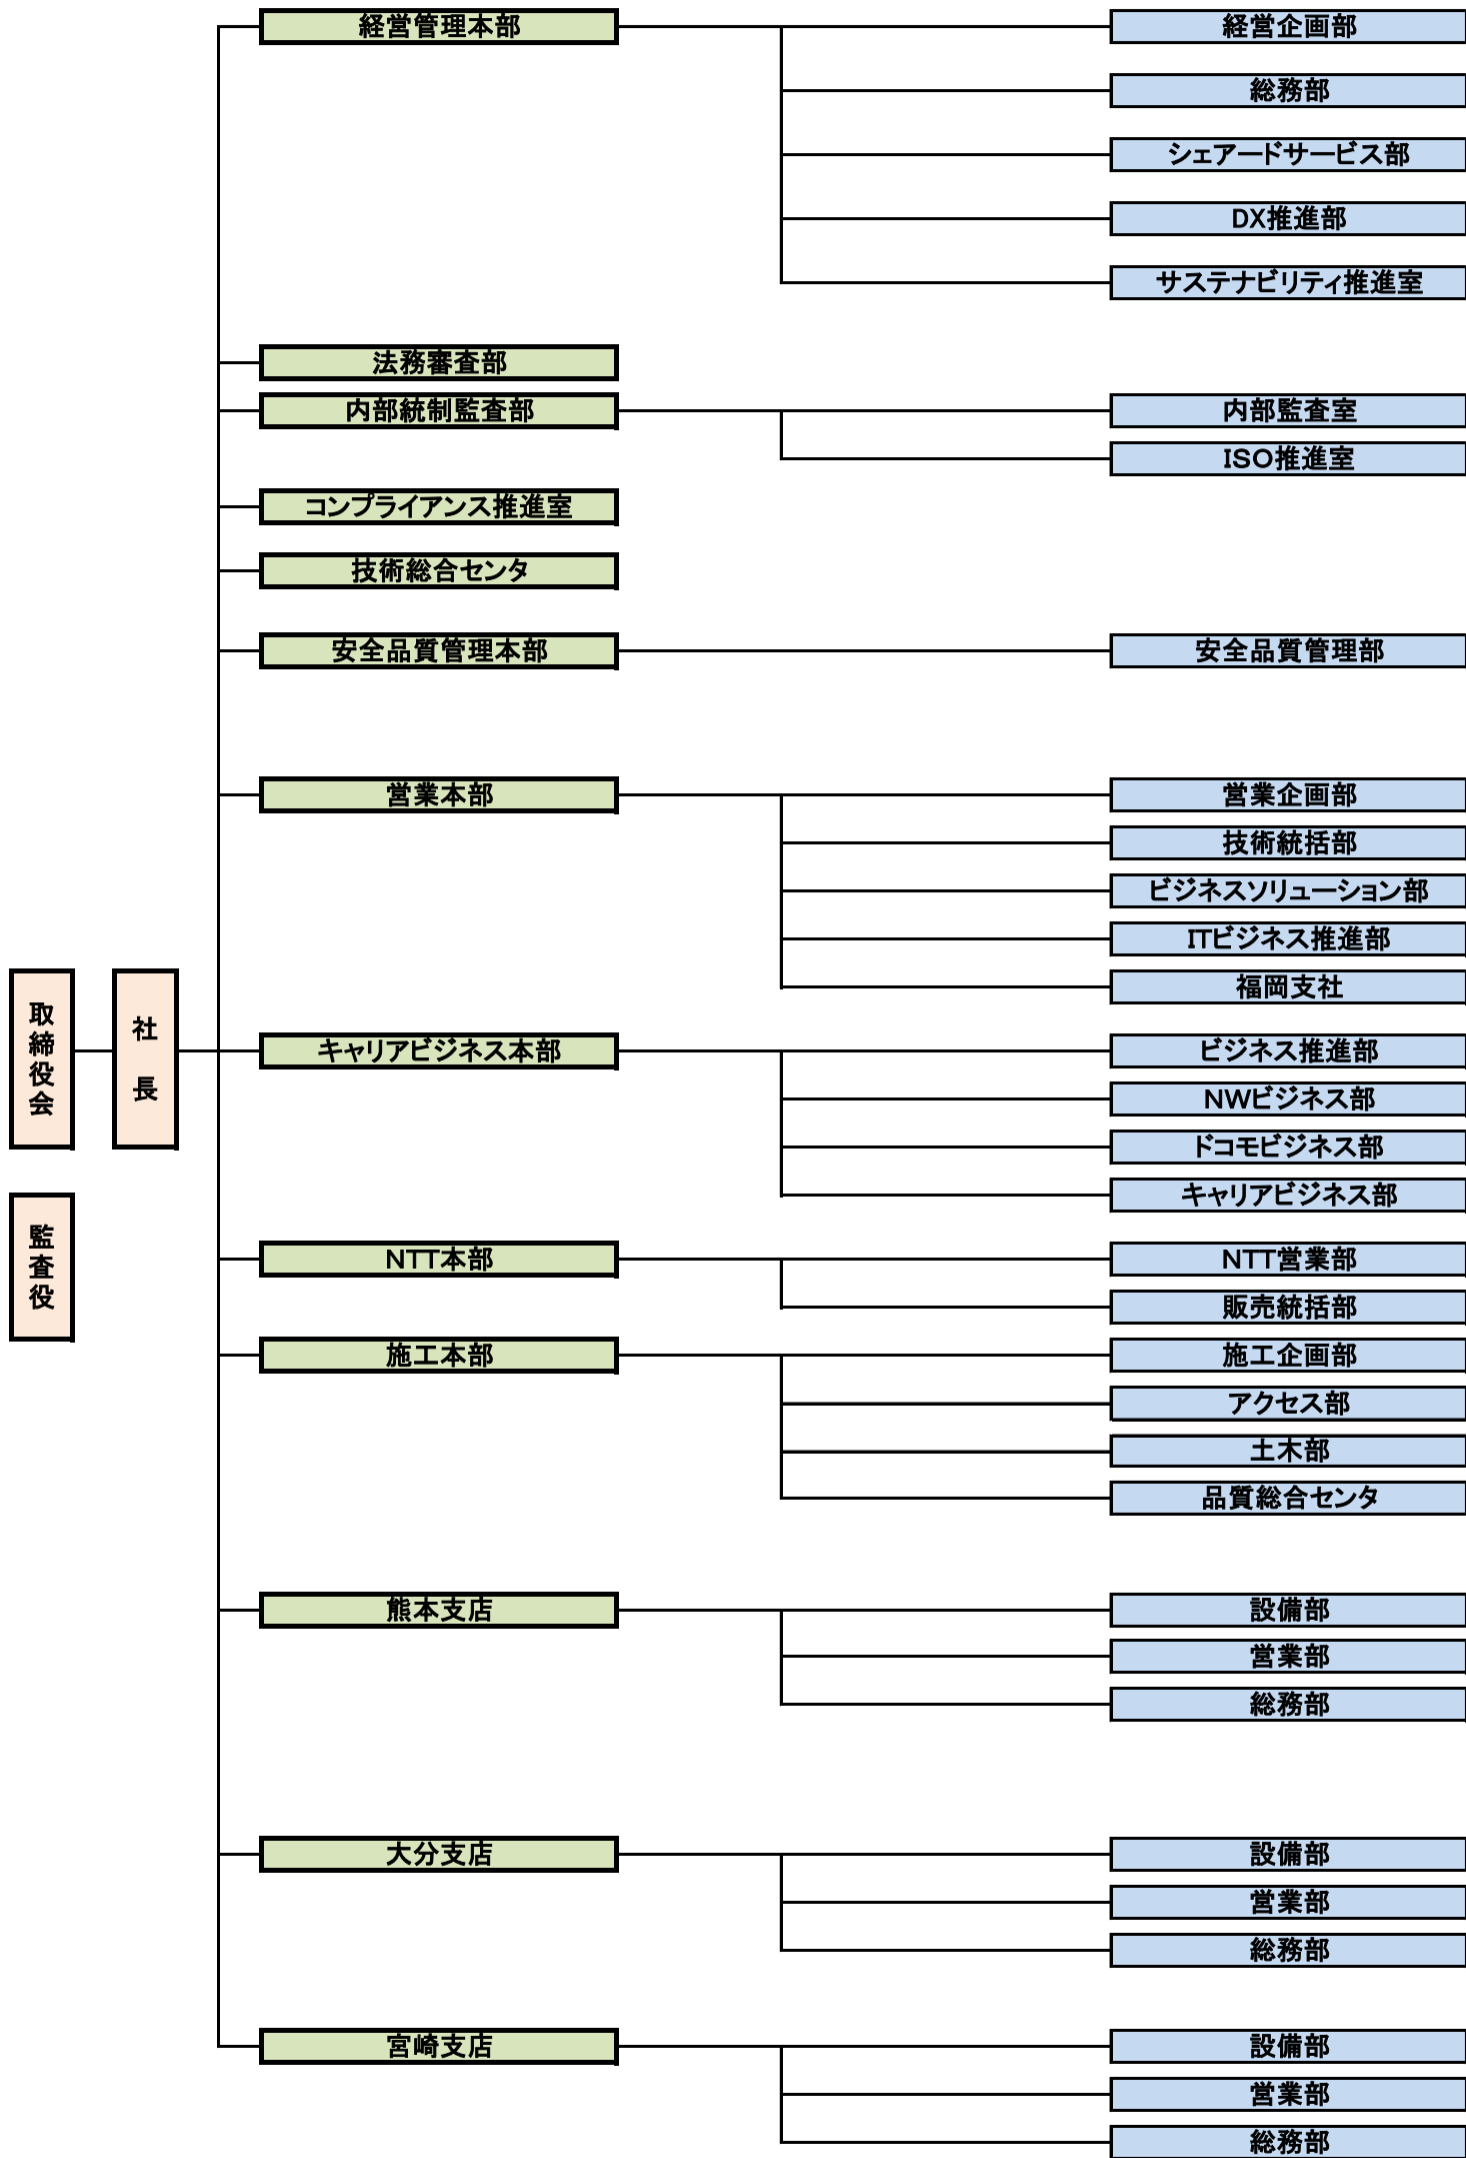 取締役会
監査役
社長
経営管理本部
経営企画部
総務部
シェアードサービス部
DX推進部
サステナビリティ推進室
法務審査部
内部統制監査部
内部監査室
ISO推進室
コンプライアンス推進室
技術総合センタ
安全品質管理本部
安全品質管理部
営業本部
営業企画部
技術統括部
ビジネスソリューション部
ITビジネス推進部
福岡支社
キャリアビジネス本部
ビジネス推進部
NWビジネス部
ドコモビジネス部
キャリアビジネス部
NTT本部
NTT営業部
販売統括部
施工本部
施工企画部
アクセス部
土木部
品質総合センタ
熊本支店
設備部
営業部
総務部
大分支店
設備部
営業部
総務部
宮崎支店
設備部
営業部
総務部